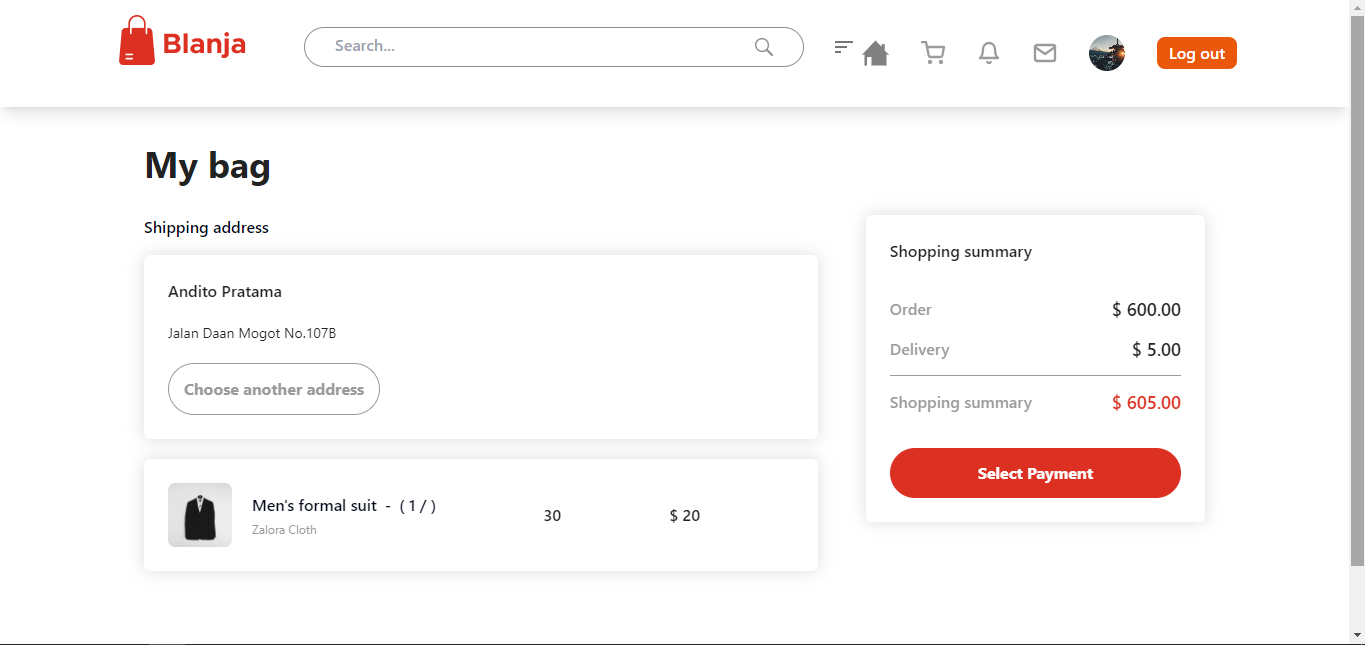 Blanja
Search...
Log out
My bag
Shipping address
Andito Pratama
Jalan Daan Mogot No.107B
Choose another address
Men's formal suit - ( 1 / )
Zalora Cloth
30
$ 20
Shopping summary
Order $ 600.00
Delivery $ 5.00
Shopping summary $ 605.00
Select Payment